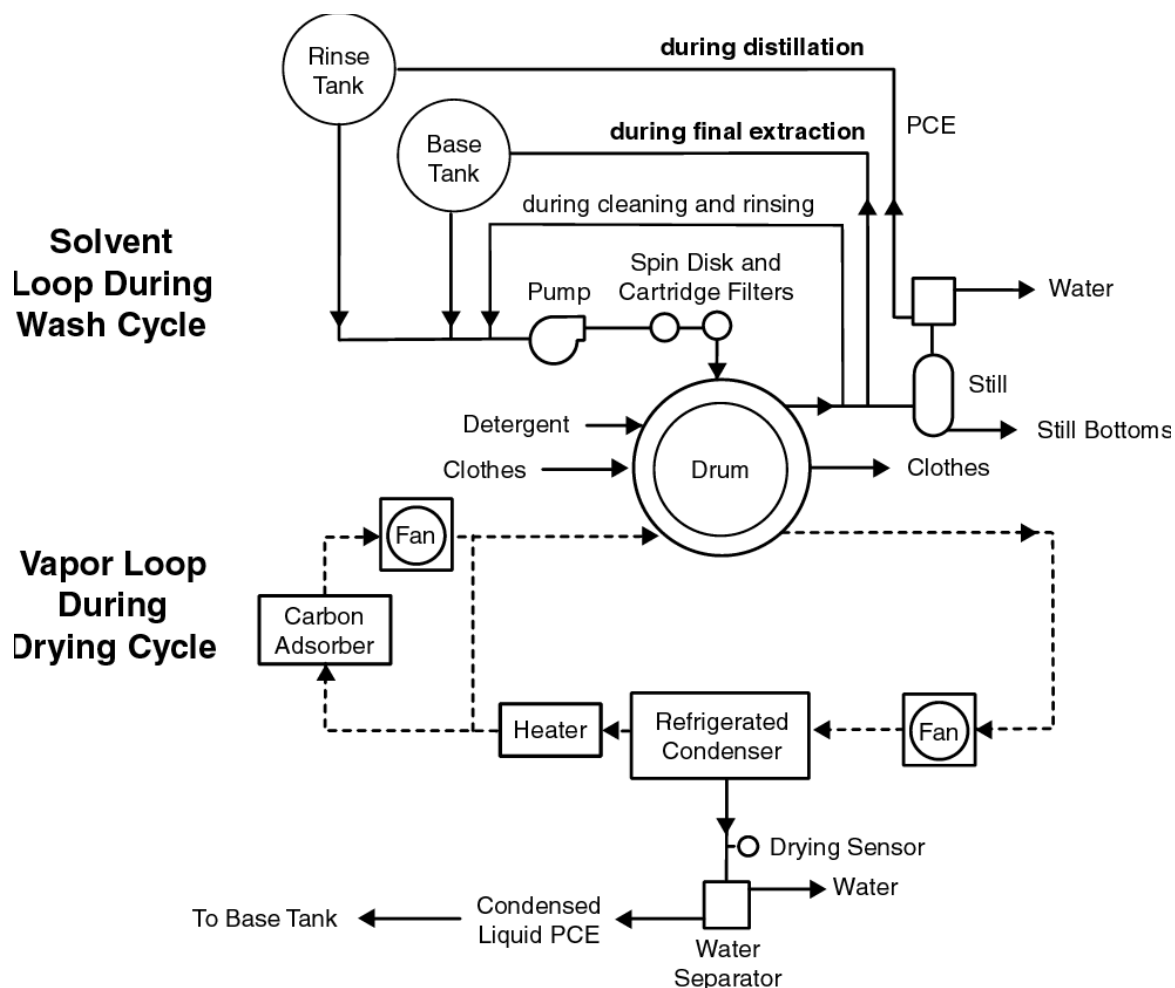 during distillation
Rinse
Tank
PCE
during final extraction
Base
Tank
during cleaning and rinsing
Solvent
Loop During
Wash Cycle
Spin Disk and
Cartridge Filters
Pump
Water
Still
Still Bottoms
Detergent
Clothes
Drum
Clothes
Fan
Vapor Loop
During
Drying Cycle
Carbon
Adsorber
Heater
Refrigerated
Condenser
Fan
Drying Sensor
Water
To Base Tank
Condensed
Liquid PCE
Water
Separator